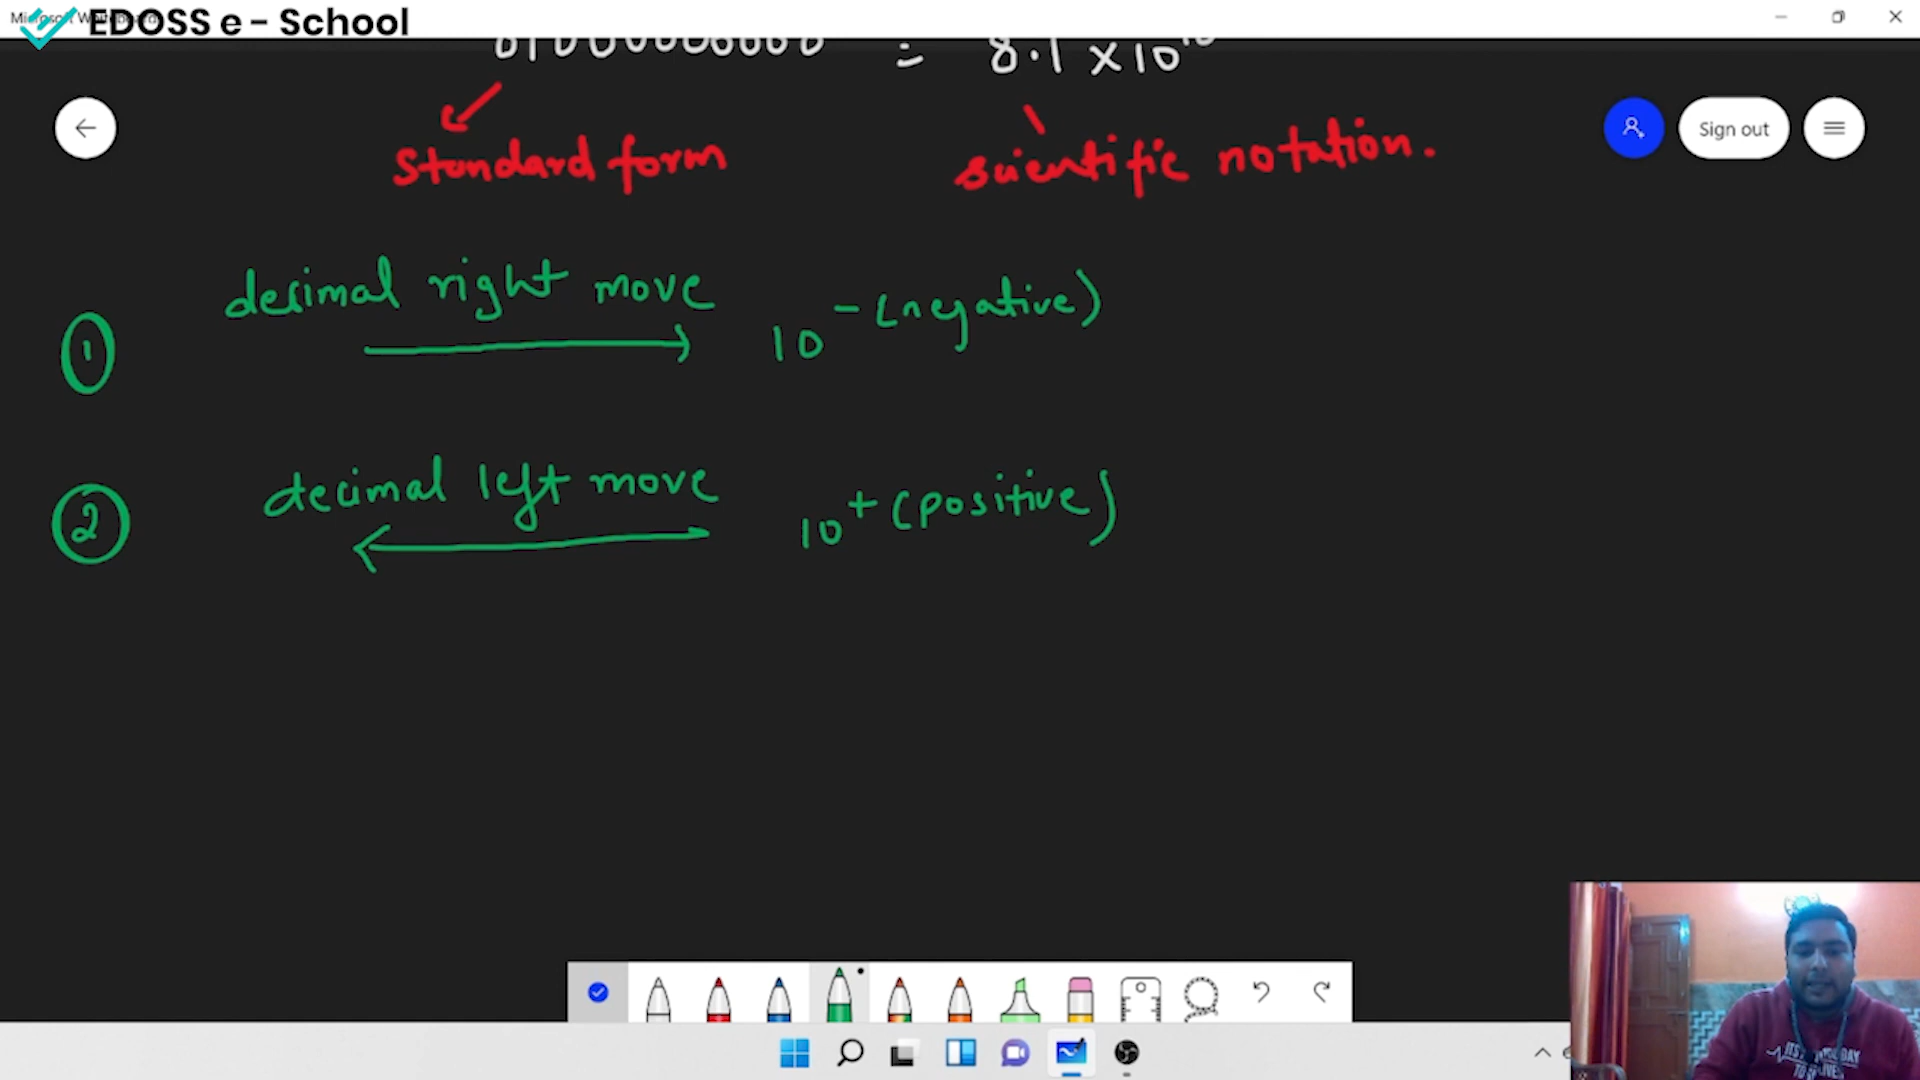 EDOSS e - School
= 8.1 × 10
Standard form
scientific notation.
decimal right move
① 10 -(negative)
decimal left move
② 10 +(positive)
Sign out